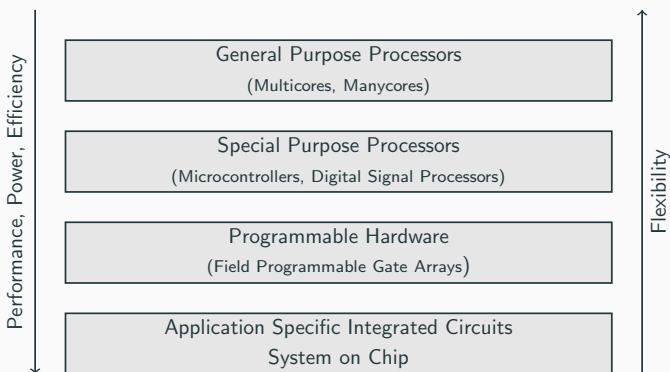 Performance, Power, Efficiency
General Purpose Processors
(Multicores, Manycores)
Special Purpose Processors
(Microcontrollers, Digital Signal Processors)
Programmable Hardware
(Field Programmable Gate Arrays)
Application Specific Integrated Circuits
System on Chip
Flexibility